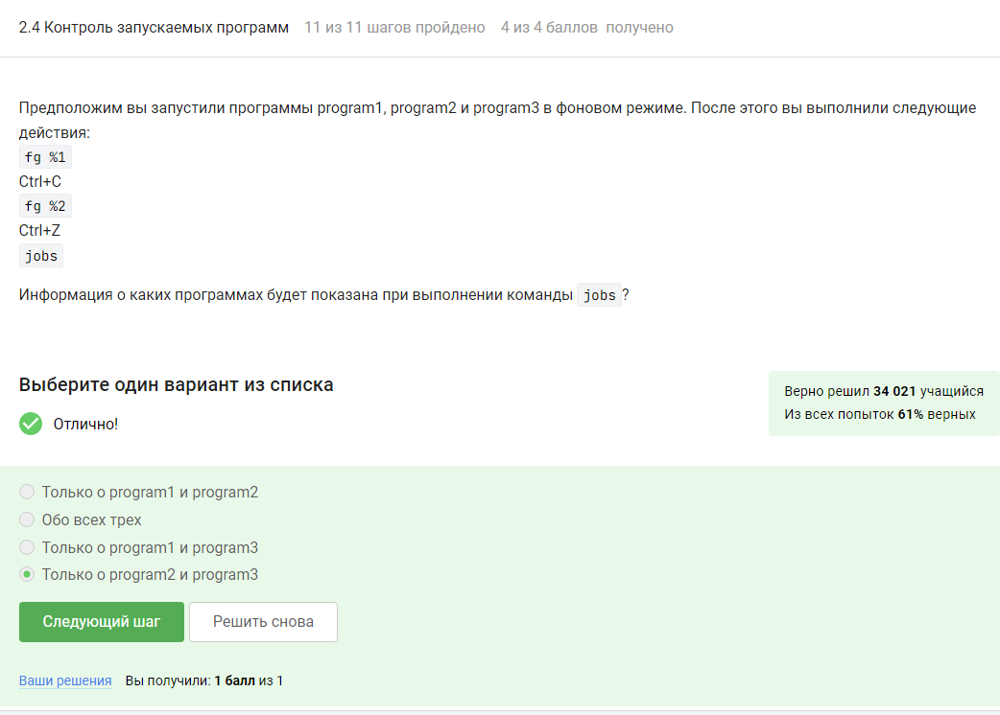 2.4 Контроль запускаемых программ 11 из 11 шагов пройдено 4 из 4 баллов получено
Предположим вы запустили программы program1, program2 и program3 в фоновом режиме. После этого вы выполнили следующие
действия:
fg %1
Ctrl+C
fg %2
Ctrl+Z
jobs
Информация о каких программах будет показана при выполнении команды jobs?
Выберите один вариант из списка
Отлично!
Верно решил 34 021 учащийся
Из всех попыток 61% верных
Только о program1 и program2
Обо всех трех
Только о program1 и program3
Только о program2 и program3
Следующий шаг
Решить снова
Ваши решения Вы получили: 1 балл из 1